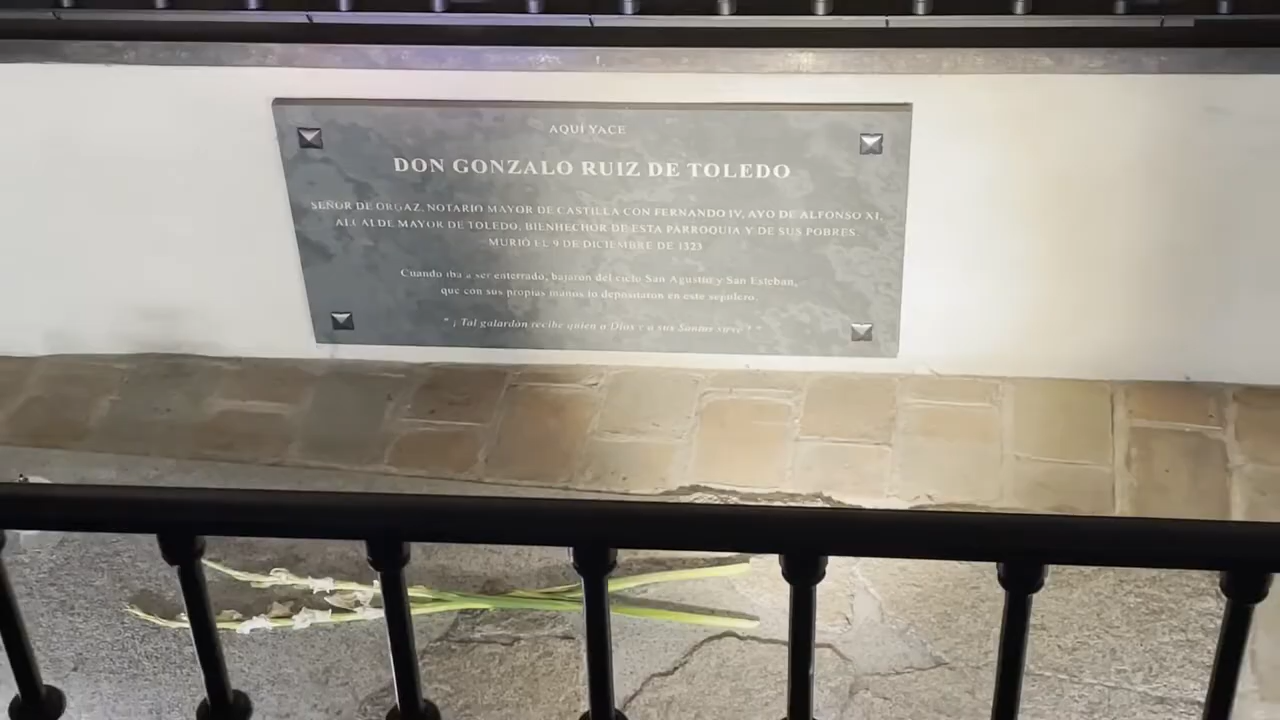 AQUÍ YACE
DON GONZALO RUIZ DE TOLEDO
SEÑOR DE ORGAZ, NOTARIO MAYOR DE CASTILLA CON FERNANDO IV, AYO DE ALFONSO XI,
ALCALDE MAYOR DE TOLEDO, BIENHECHOR DE ESTA PARROQUIA Y DE SUS POBRES
MURIÓ EL 9 DE DICIEMBRE DE 1323
Cuando iba a ser enterrado, bajaron del cielo San Agustín y San Esteban,
que con sus propias manos lo depositaron en este sepulcro.
" ¡ Tal galardón recibe quien a Dios y a sus Santos sirve ! "